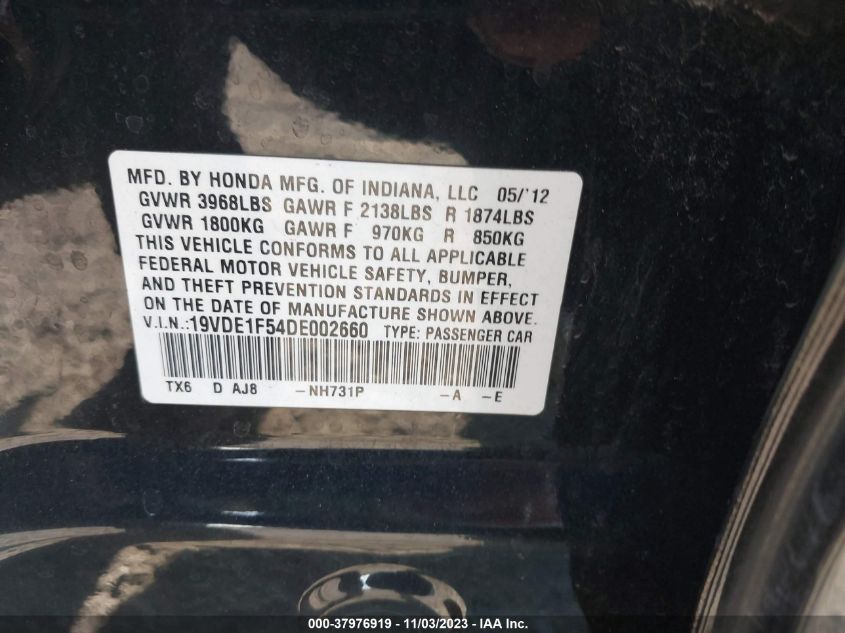 MFD. BY HONDA MFG. OF INDIANA, LLC 05/'12
GVWR 3968LBS GAWR F 2138LBS R 1874LBS
GVWR 1800KG GAWR F 970KG R 850KG
THIS VEHICLE CONFORMS TO ALL APPLICABLE
FEDERAL MOTOR VEHICLE SAFETY, BUMPER,
AND THEFT PREVENTION STANDARDS IN EFFECT
ON THE DATE OF MANUFACTURE SHOWN ABOVE.
V.I.N.: 19VDE1F54DE002660 TYPE: PASSENGER CAR
TX6 D AJ8 -NH731P -A -E
000-37976919 - 11/03/2023 - IAA Inc.